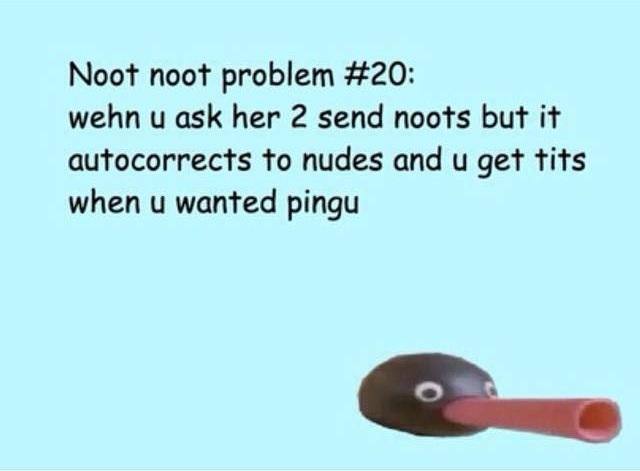 Noot noot problem #20:
wehn u ask her 2 send noots but it
autocorrects to nudes and u get tits
when u wanted pingu